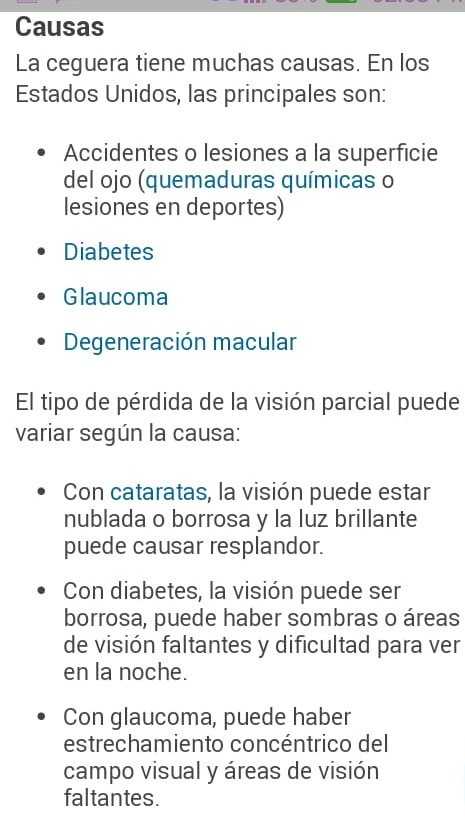 Causas
La ceguera tiene muchas causas. En los
Estados Unidos, las principales son:
• Accidentes o lesiones a la superficie
del ojo (quemaduras químicas o
lesiones en deportes)
• Diabetes
• Glaucoma
• Degeneración macular
El tipo de pérdida de la visión parcial puede
variar según la causa:
• Con cataratas, la visión puede estar
nublada o borrosa y la luz brillante
puede causar resplandor.
• Con diabetes, la visión puede ser
borrosa, puede haber sombras o áreas
de visión faltantes y dificultad para ver
en la noche.
• Con glaucoma, puede haber
estrechamiento concéntrico del
campo visual y áreas de visión
faltantes.